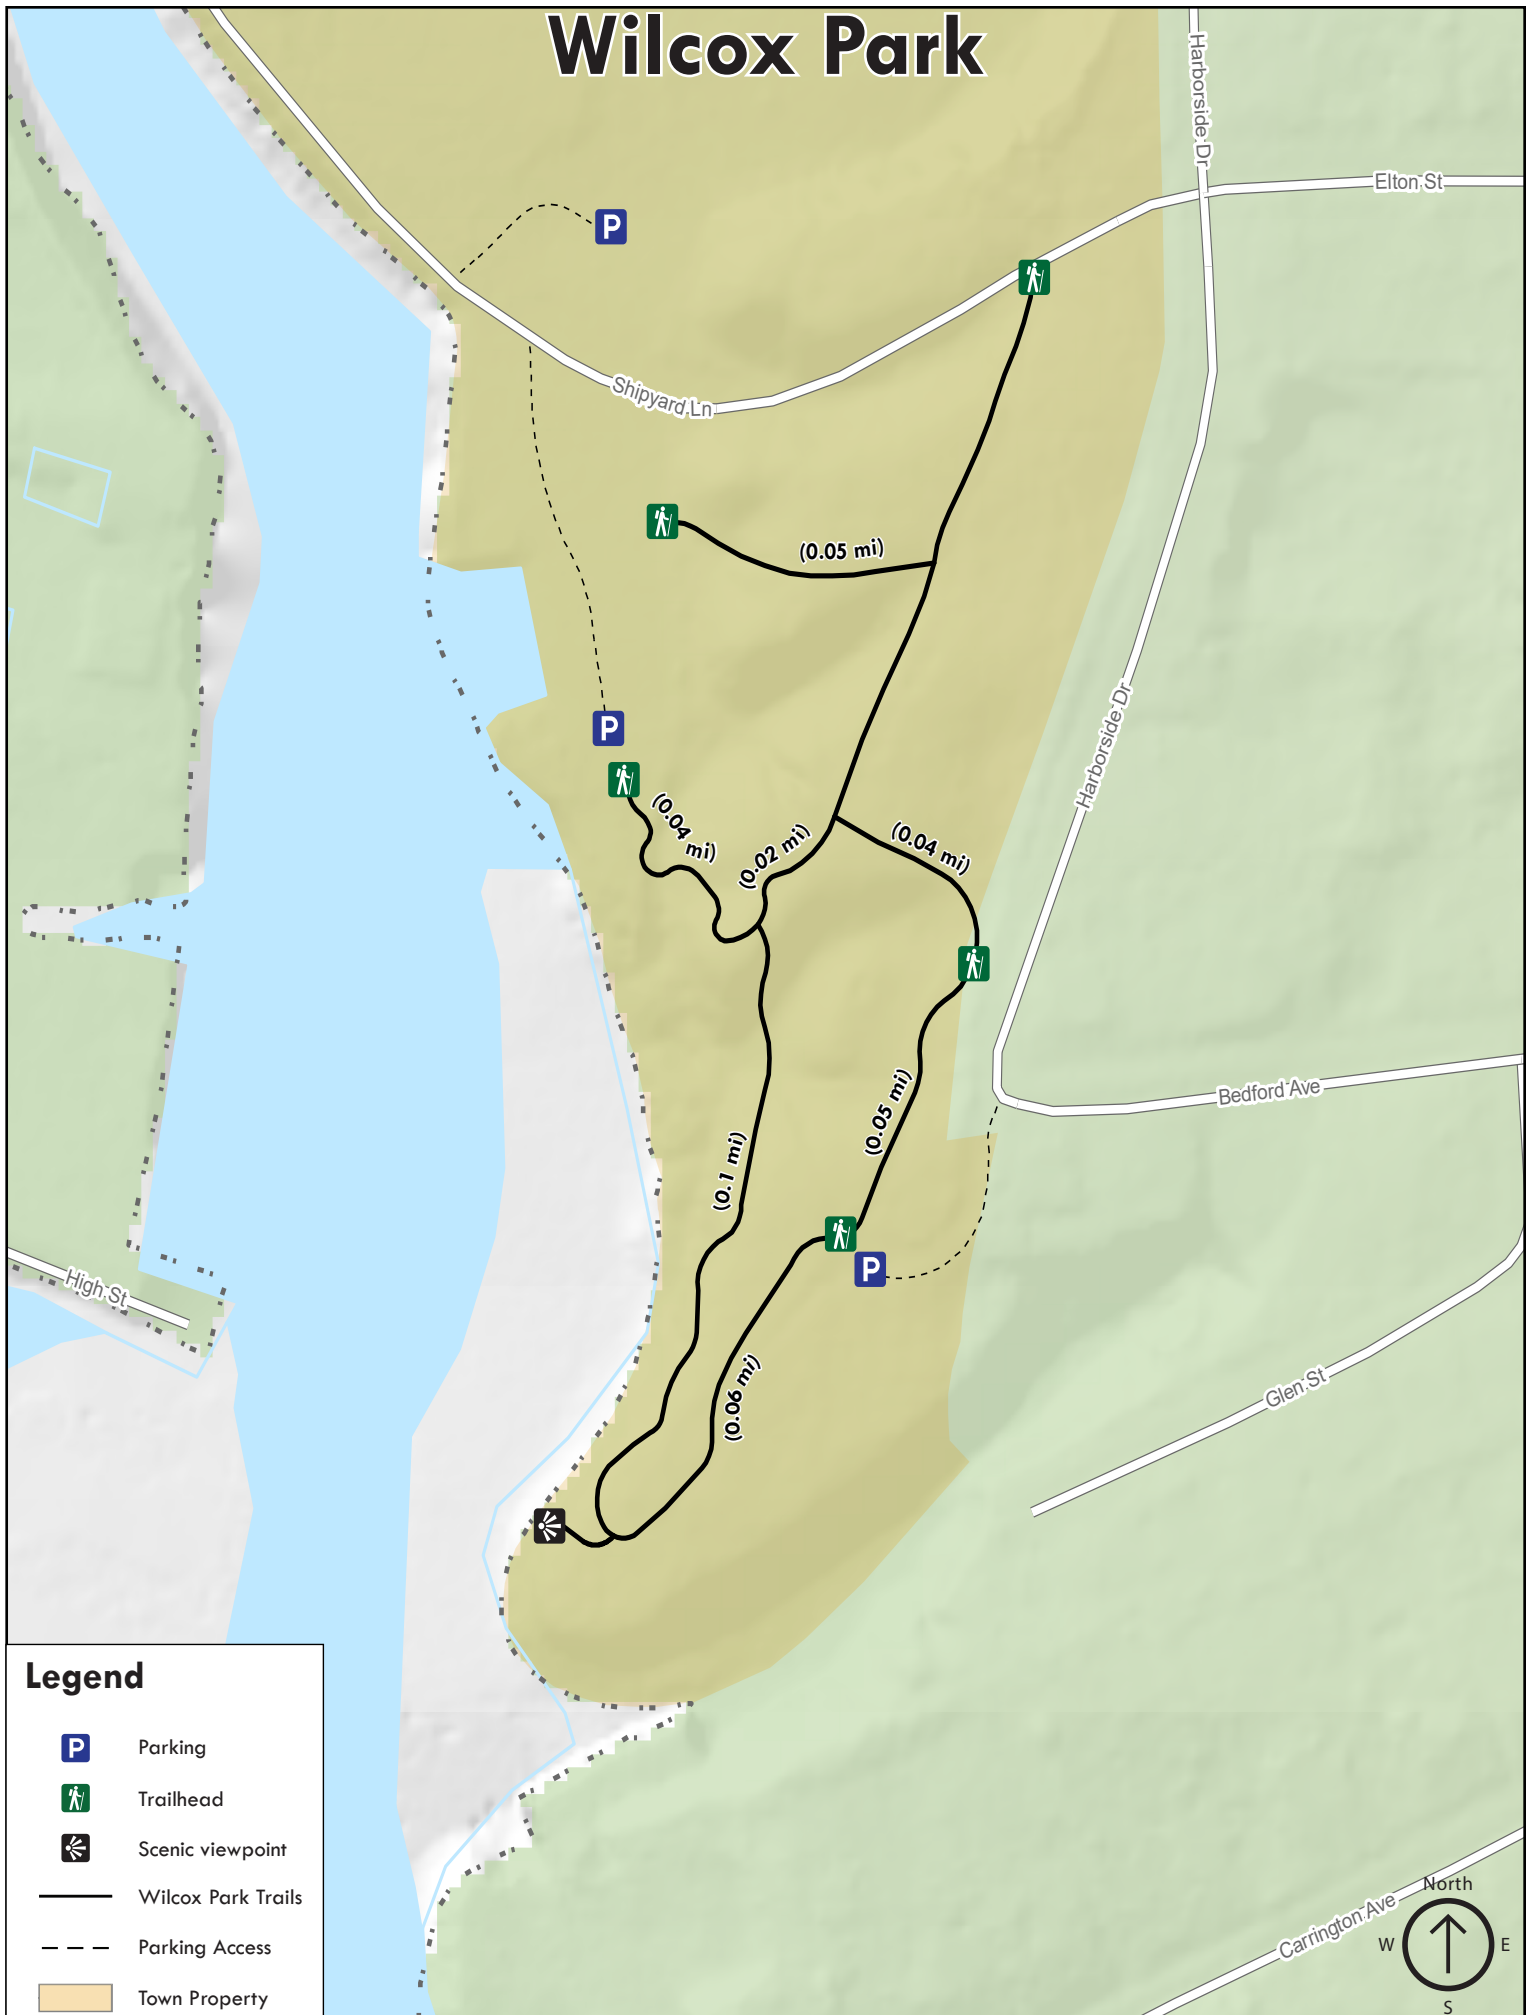 Wilcox Park
Harborside Dr
Elton St
P
Shipyard Ln
(0.05 mi)
Harborside Dr
P
(0.04
mi)
(0.02 mi)
(0.04 mi)
Bedford Ave
(0.05 mi)
(0.1 mi)
P
High St
Glen St
(0.06 mi)
Legend
P Parking
Trailhead
Scenic viewpoint
Wilcox Park Trails
Parking Access
Town Property
Carrington Ave
North
W E
S